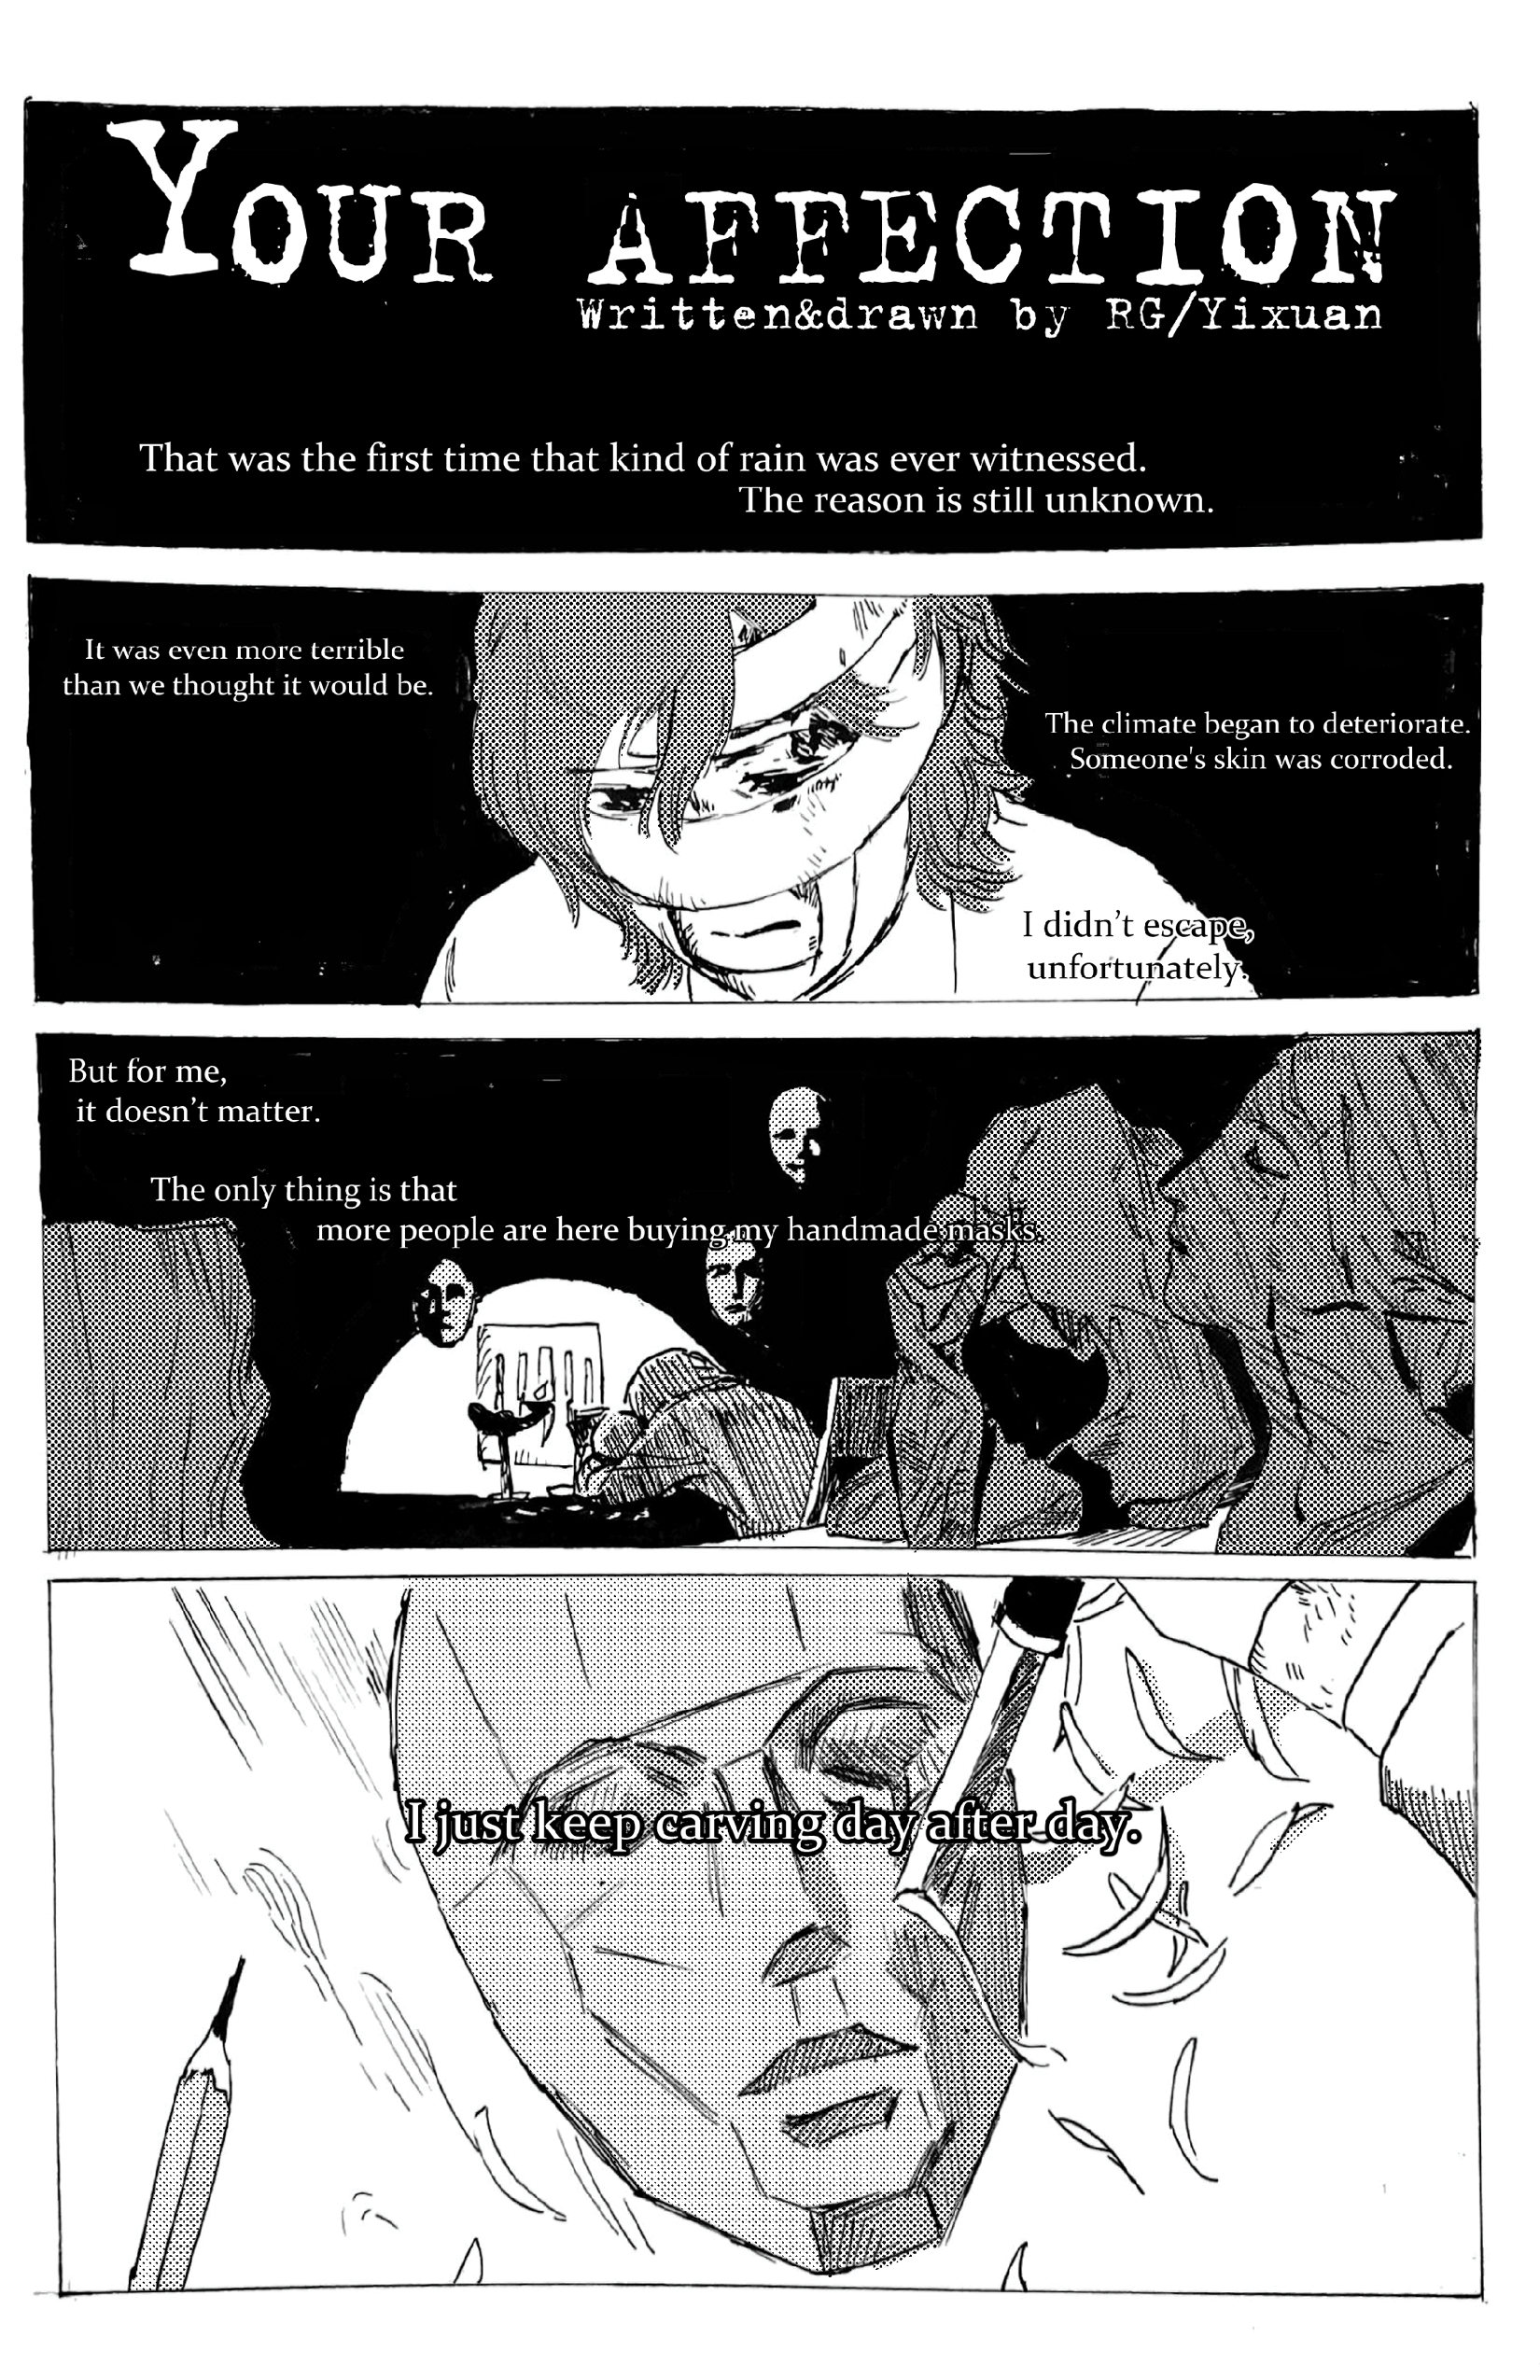 YOUR AFFECTION
Written&drawn by RG/Yixuan
That was the first time that kind of rain was ever witnessed.
The reason is still unknown.
It was even more terrible
than we thought it would be.
The climate began to deteriorate.
Someone's skin was corroded.
I didn’t escape,
unfortunately.
But for me,
it doesn’t matter.
The only thing is that
more people are here buying my handmade masks.
I just keep carving day after day.